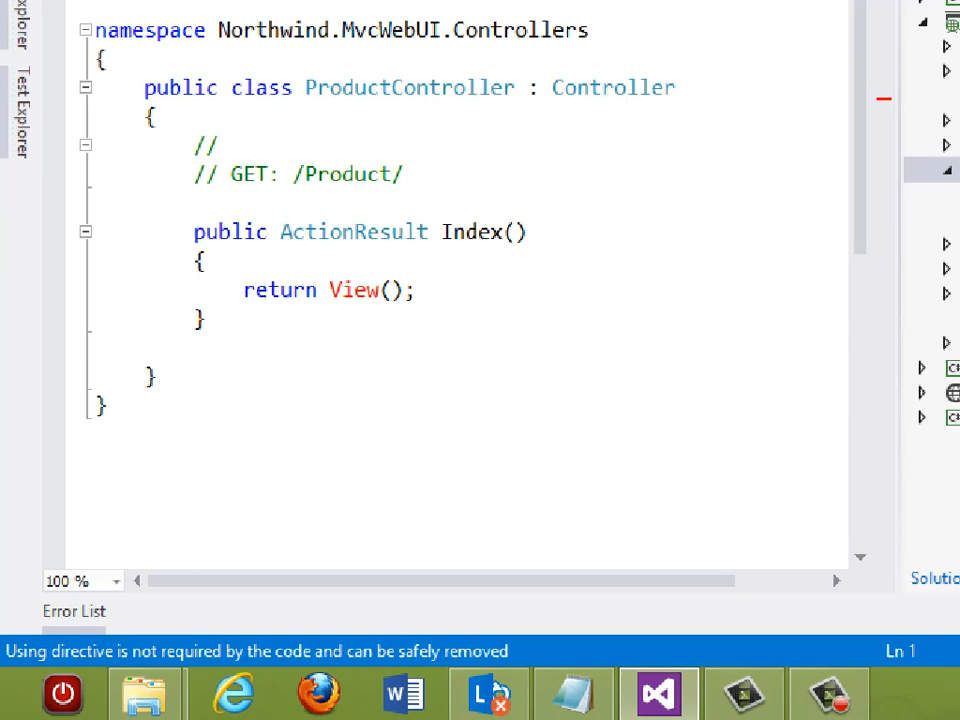 xplorer
Test Explorer
namespace Northwind.MvcWebUI.Controllers
{
public class ProductController : Controller
{
//
// GET: /Product/
public ActionResult Index()
{
return View();
}
}
}
100 %
Solutio
Error List
Using directive is not required by the code and can be safely removed
Ln 1